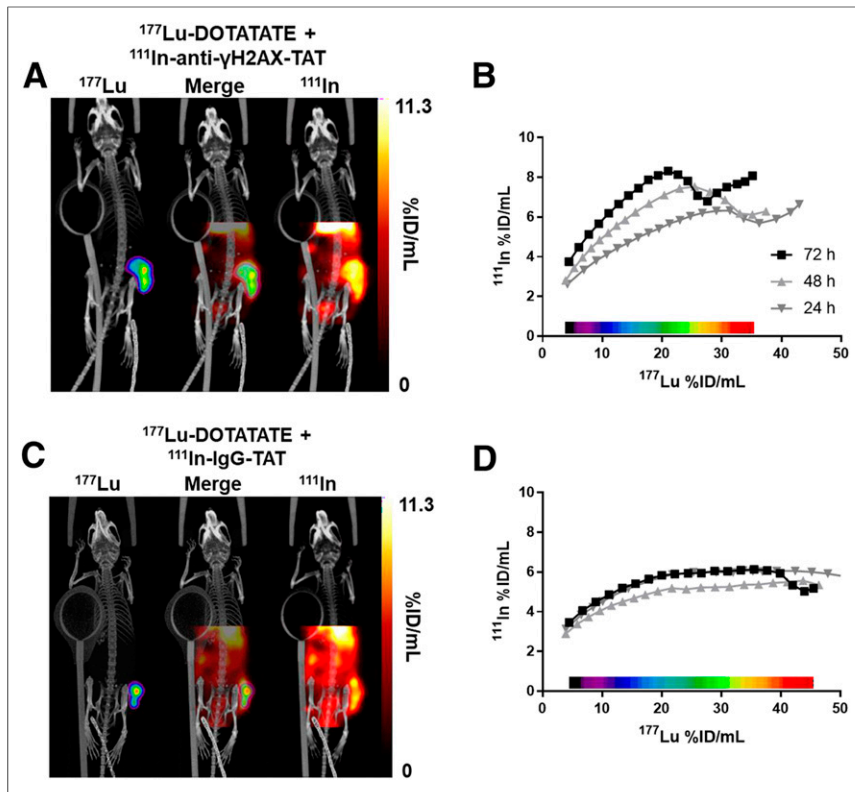 A
¹⁷⁷Lu-DOTATATE +
¹¹¹In-anti-γH2AX-TAT
¹⁷⁷Lu Merge ¹¹¹In
11.3
%ID/mL
0
B
¹¹¹In %ID/mL
10
8
6
4
2
0
72 h
48 h
24 h
0 10 20 30 40 50
¹⁷⁷Lu %ID/mL
C
¹⁷⁷Lu-DOTATATE +
¹¹¹In-IgG-TAT
¹⁷⁷Lu Merge ¹¹¹In
11.3
%ID/mL
0
D
¹¹¹In %ID/mL
10
8
6
4
2
0
0 10 20 30 40 50
¹⁷⁷Lu %ID/mL